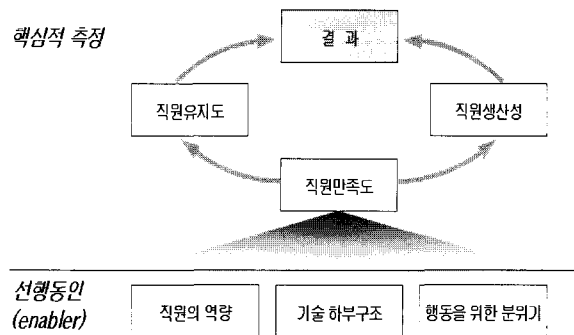 핵심적 측정
결 과
직원유지도
직원생산성
직원만족도
선행동인
(enabler)
직원의 역량
기술 하부구조
행동을 위한 분위기